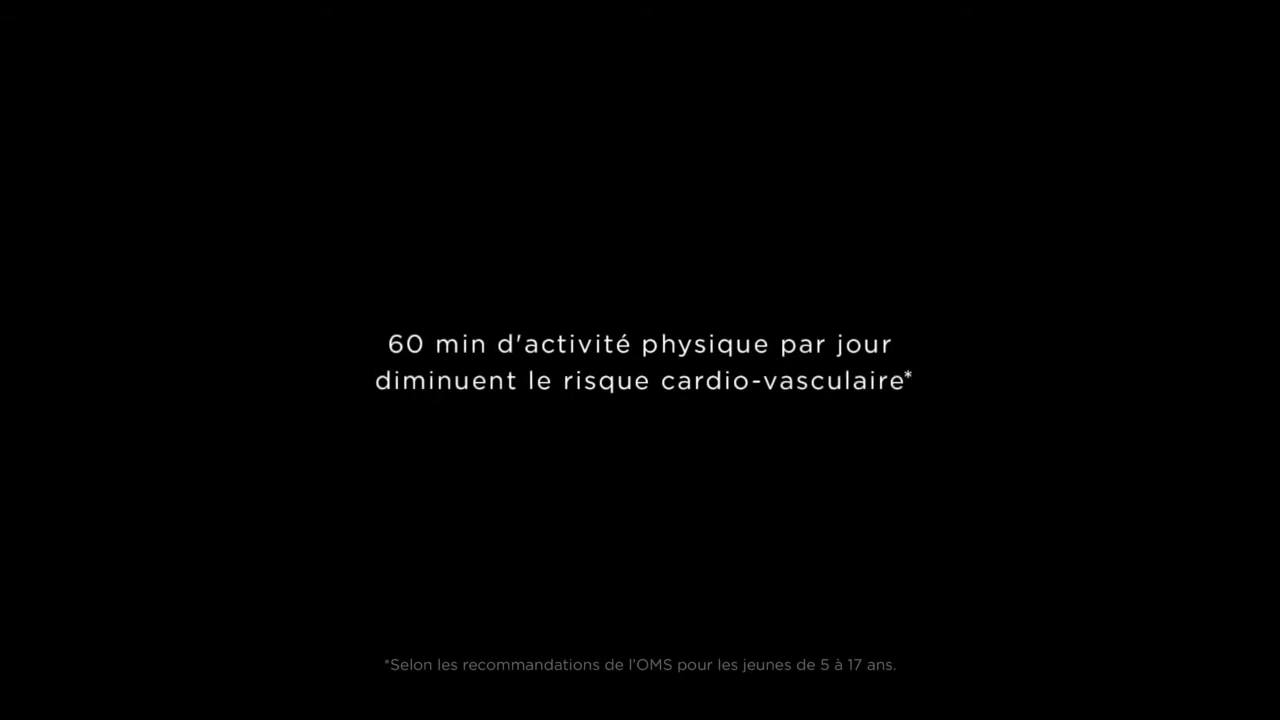 60 min d'activité physique par jour
diminuent le risque cardio-vasculaire*
*Selon les recommandations de l'OMS pour les jeunes de 5 à 17 ans.